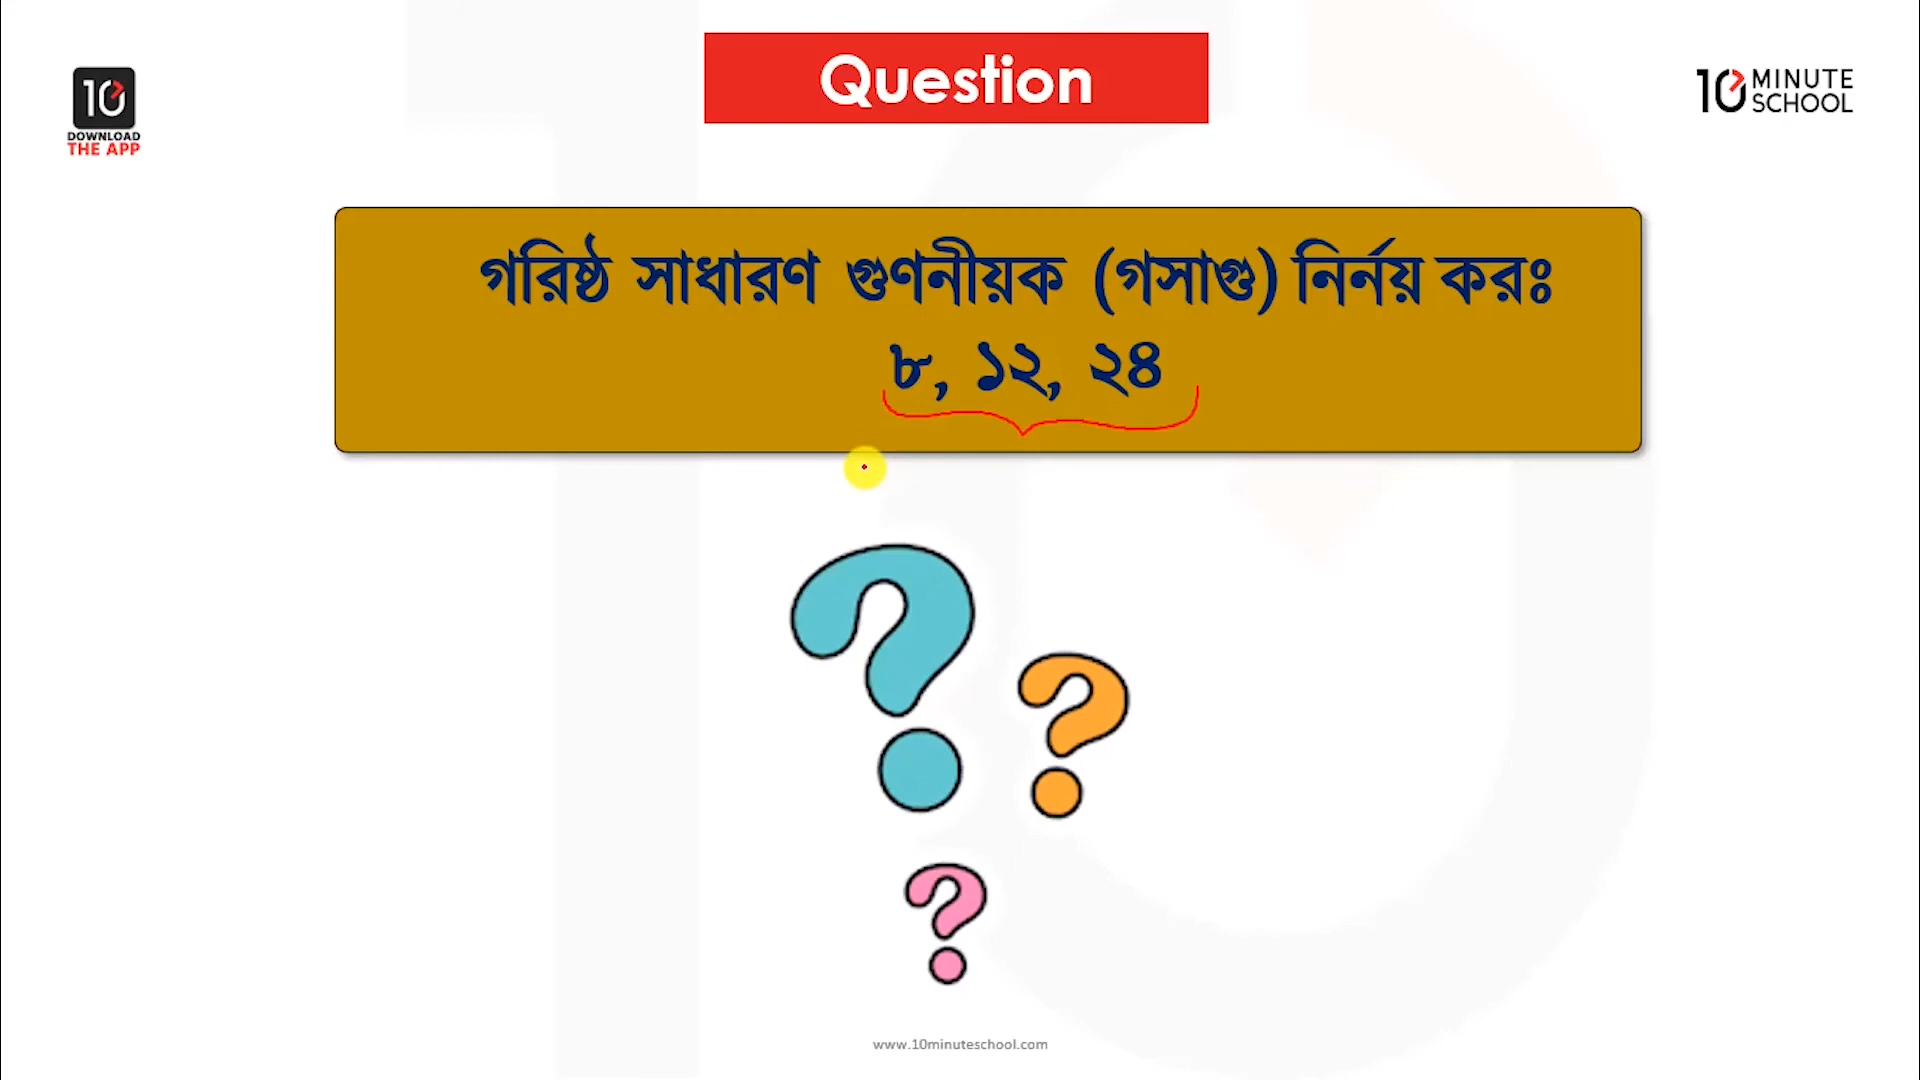 Question
10
DOWNLOAD
THE APP
10 MINUTE
SCHOOL
গরিষ্ঠ সাধারণ গুণনীয়ক (গসাগু) নির্নয় করঃ
৮, ১২, ২৪
www.10minuteschool.com